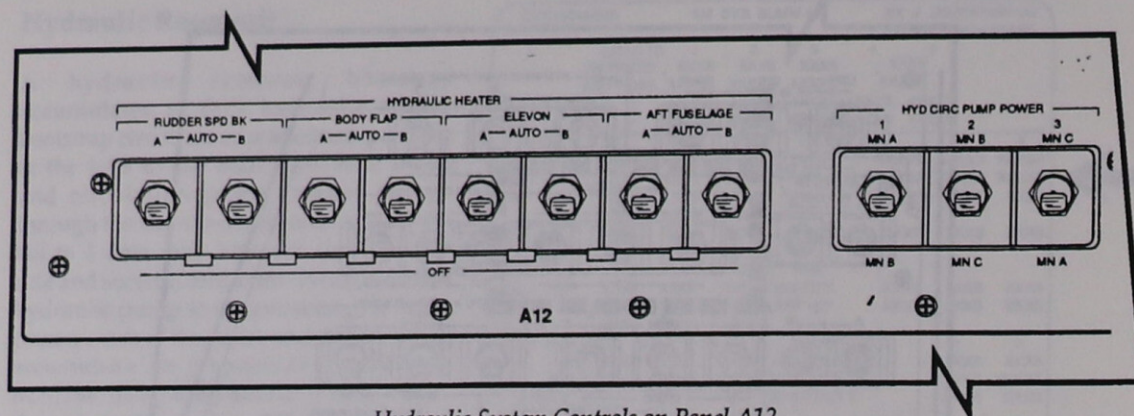 HYDRAULIC HEATER
RUDDER SPD BK BODY FLAP ELEVON AFT FUSELAGE
A AUTO B A AUTO B A AUTO B A AUTO B
OFF
HYD CIRC PUMP POWER
1 2 3
MN A MN B MN C
MN B MN C MN A
A12
Hydraulic System Controls on Panel A12